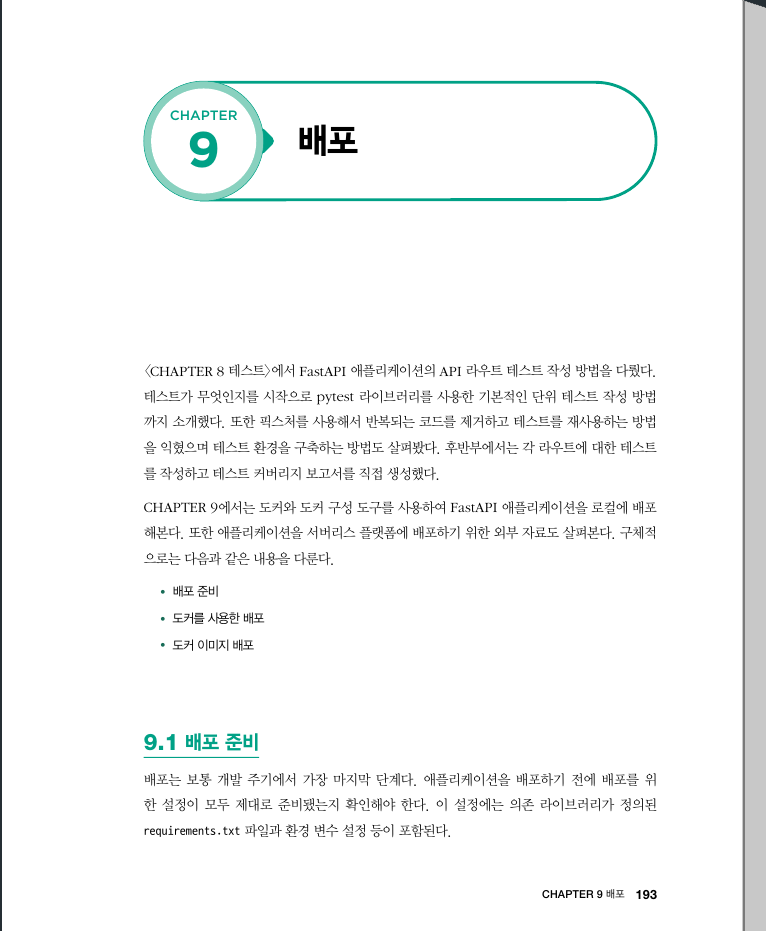 CHAPTER
9
배포
〈CHAPTER 8 테스트〉에서 FastAPI 애플리케이션의 API 라우트 테스트 작성 방법을 다뤘다.
테스트가 무엇인지를 시작으로 pytest 라이브러리를 사용한 기본적인 단위 테스트 작성 방법
까지 소개했다. 또한 픽스처를 사용해서 반복되는 코드를 제거하고 테스트를 재사용하는 방법
을 익혔으며 테스트 환경을 구축하는 방법도 살펴봤다. 후반부에서는 각 라우트에 대한 테스트
를 작성하고 테스트 커버리지 보고서를 직접 생성했다.
CHAPTER 9에서는 도커와 도커 구성 도구를 사용하여 FastAPI 애플리케이션을 로컬에 배포
해본다. 또한 애플리케이션을 서버리스 플랫폼에 배포하기 위한 외부 자료도 살펴본다. 구체적
으로는 다음과 같은 내용을 다룬다.
• 배포 준비
• 도커를 사용한 배포
• 도커 이미지 배포
9.1 배포 준비
배포는 보통 개발 주기에서 가장 마지막 단계다. 애플리케이션을 배포하기 전에 배포를 위
한 설정이 모두 제대로 준비됐는지 확인해야 한다. 이 설정에는 의존 라이브러리가 정의된
requirements.txt 파일과 환경 변수 설정 등이 포함된다.
CHAPTER 9 배포 193